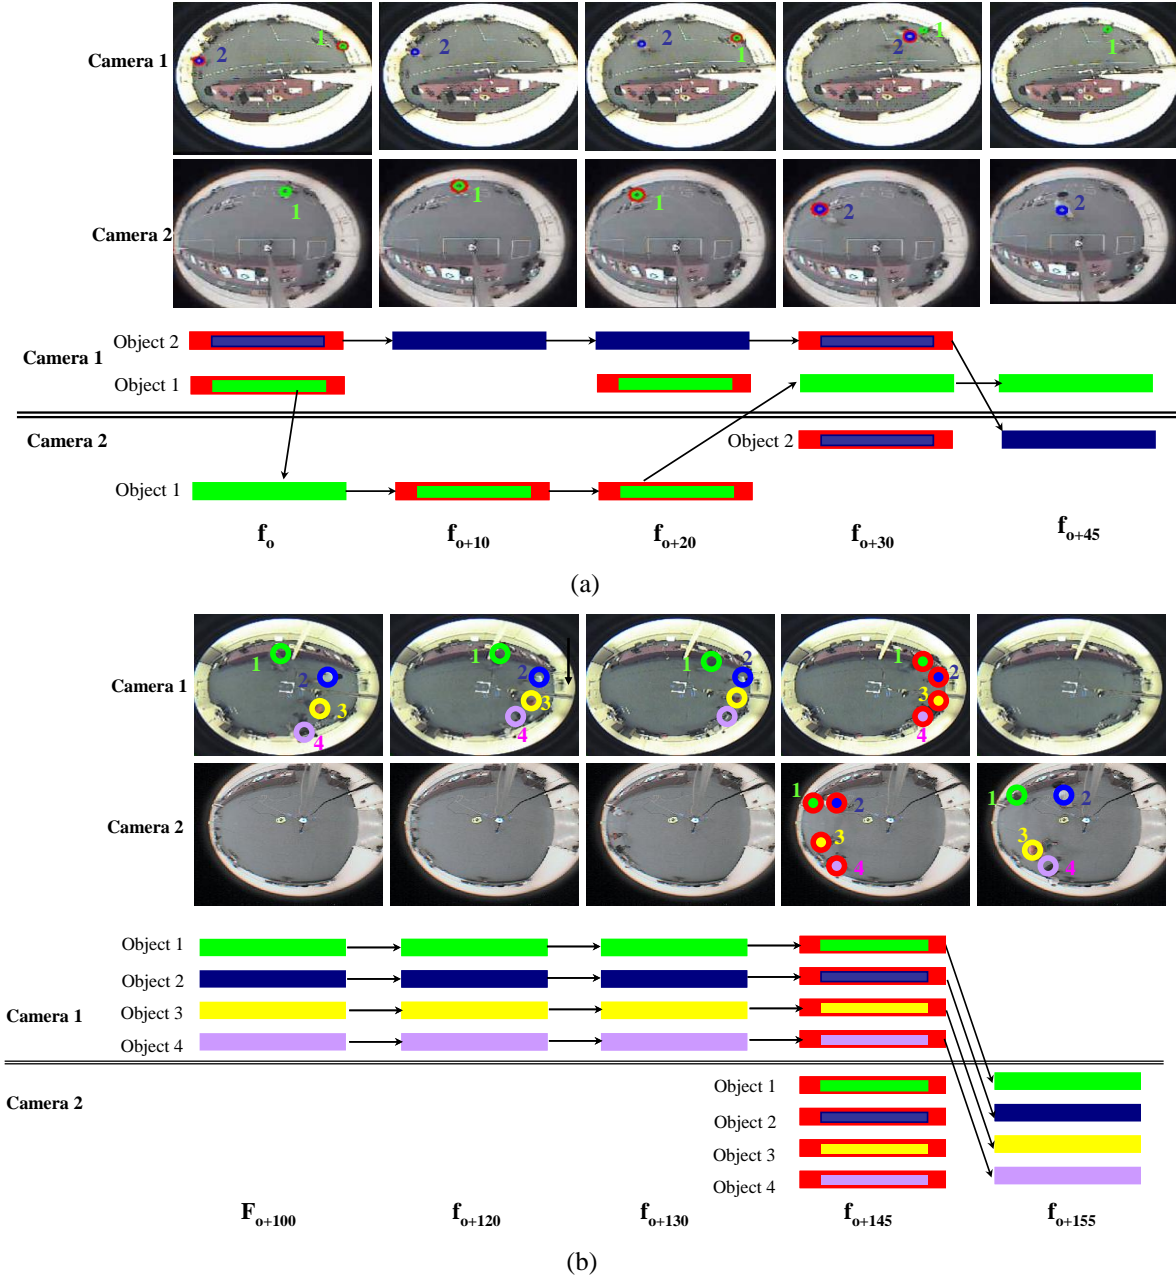 Camera 1
1
2
2
2
1
2
1
1
Camera 2
1
1
1
2
2
Camera 1
Object 2
Object 1
Camera 2
Object 2
Object 1
fo
fo+10
fo+20
fo+30
fo+45
(a)
Camera 1
1
2
3
4
1
2
3
4
1
2
1
2
3
4
Camera 2
1
2
3
4
1
2
3
4
Object 1
Object 2
Camera 1
Object 3
Object 4
Camera 2
Object 1
Object 2
Object 3
Object 4
Fo+100
fo+120
fo+130
fo+145
fo+155
(b)